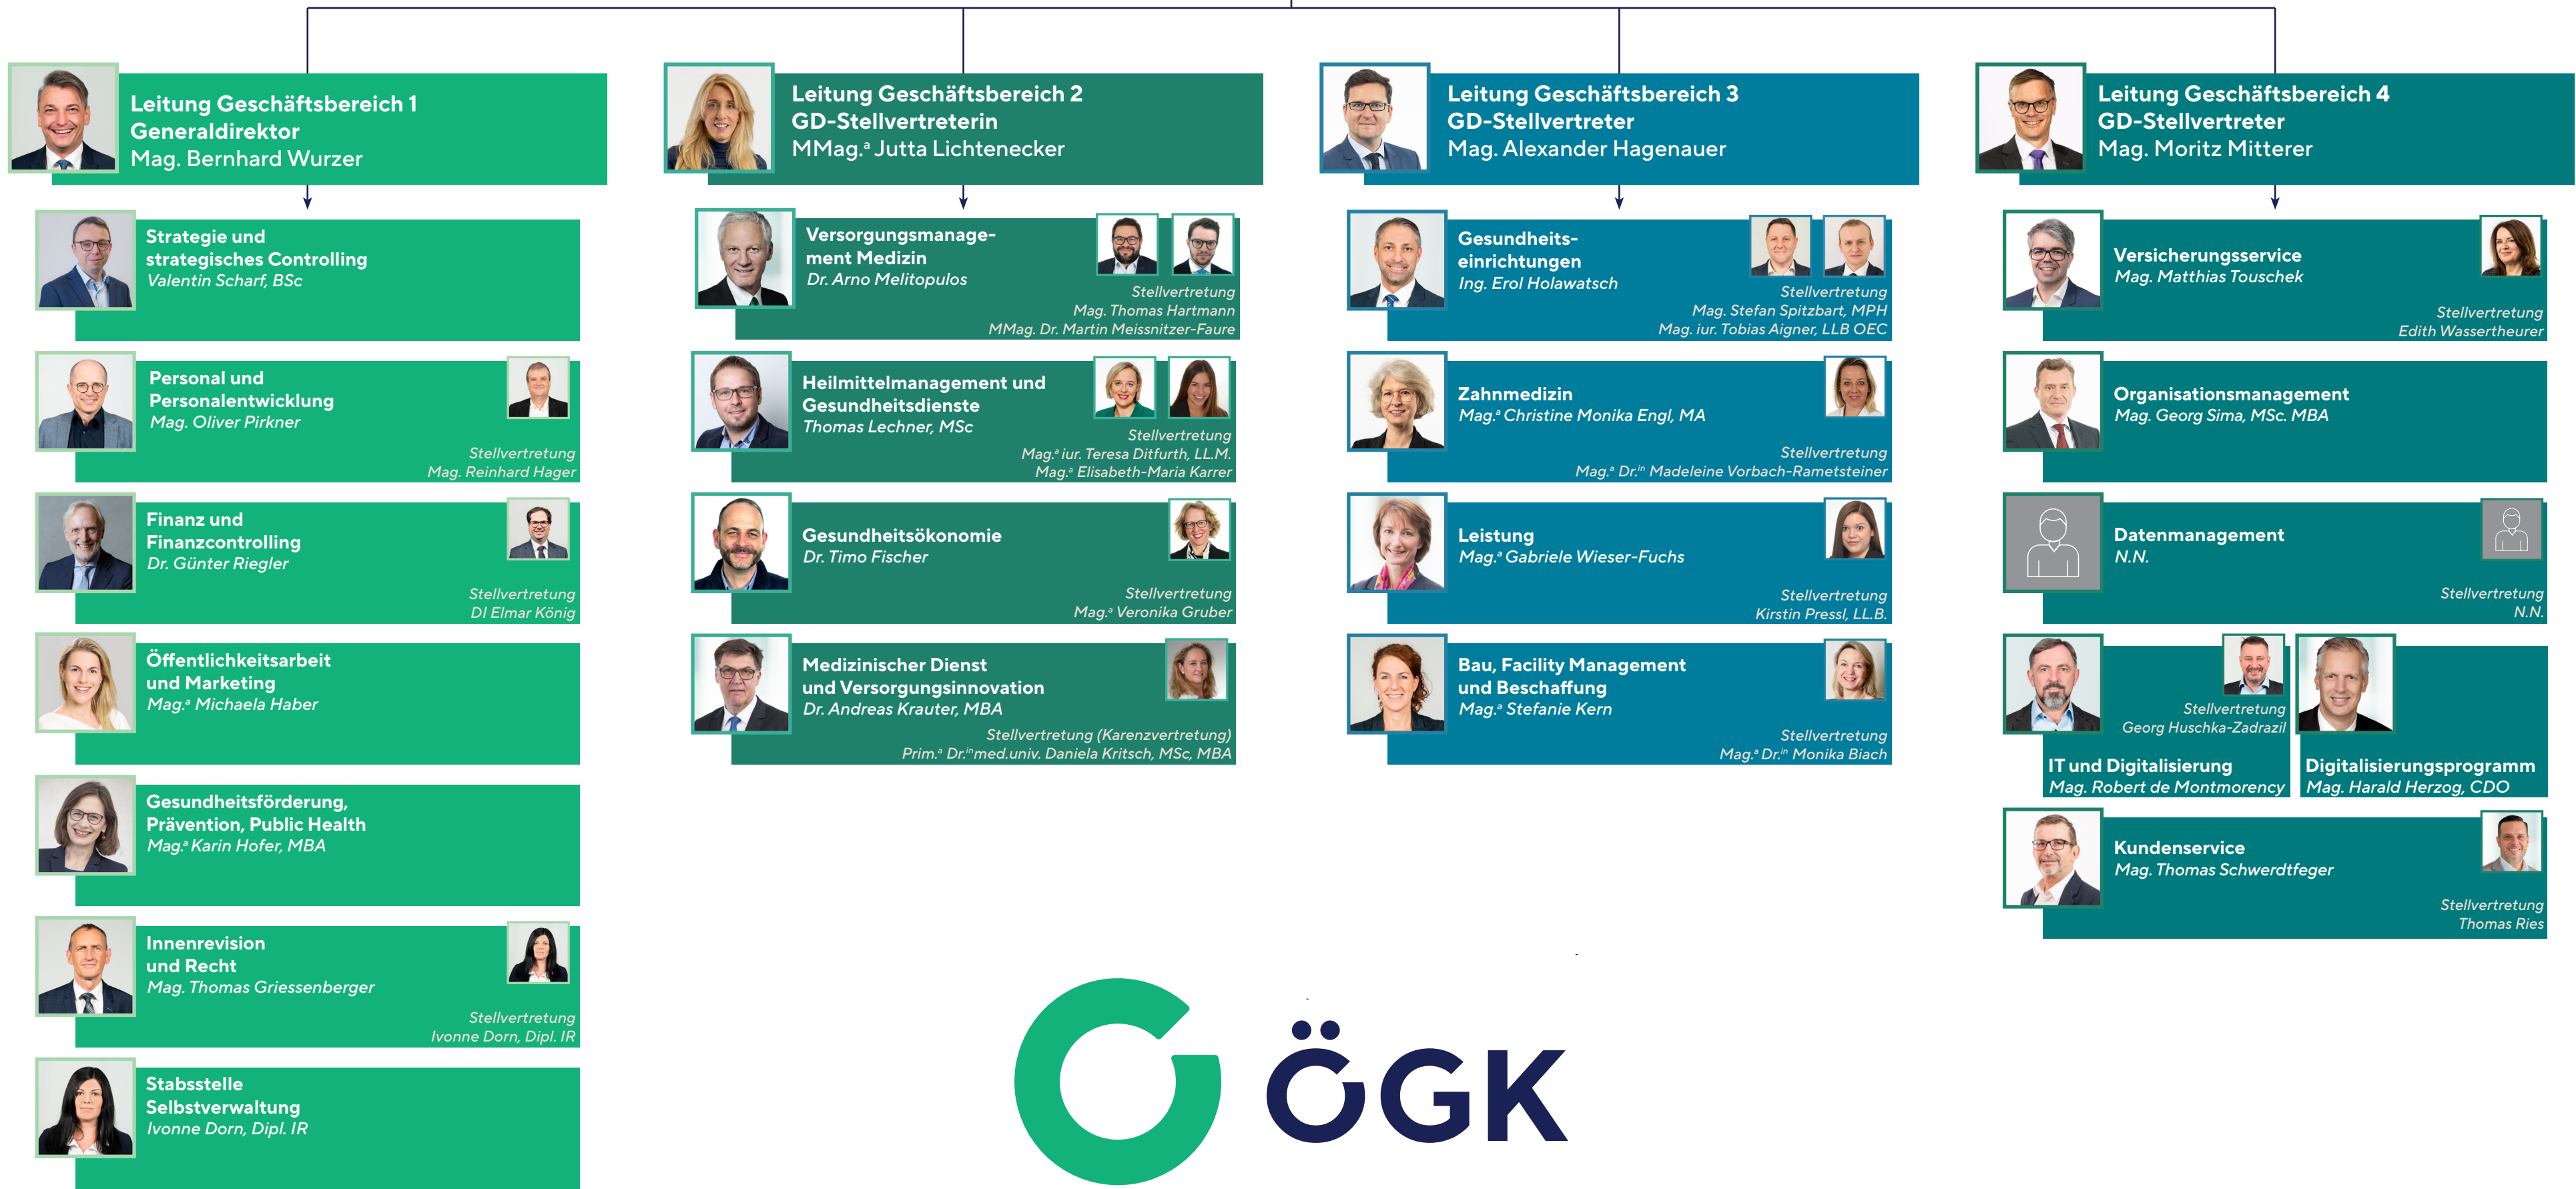 Leitung Geschäftsbereich 1
Generaldirektor
Mag. Bernhard Wurzer
Strategie und
strategisches Controlling
Valentin Scharf, BSc
Personal und
Personalentwicklung
Mag. Oliver Pirkner
Stellvertretung
Mag. Reinhard Hager
Finanz und
Finanzcontrolling
Dr. Günter Riegler
Stellvertretung
DI Elmar König
Öffentlichkeitsarbeit
und Marketing
Mag.ª Michaela Haber
Gesundheitsförderung,
Prävention, Public Health
Mag.ª Karin Hofer, MBA
Innenrevision
und Recht
Mag. Thomas Griessenberger
Stellvertretung
Ivonne Dorn, Dipl. IR
Stabsstelle
Selbstverwaltung
Ivonne Dorn, Dipl. IR
Leitung Geschäftsbereich 2
GD-Stellvertreterin
MMag.ª Jutta Lichtenecker
Versorgungsmanage-
ment Medizin
Dr. Arno Melitopulos
Stellvertretung
Mag. Thomas Hartmann
MMag. Dr. Martin Meissnitzer-Faure
Heilmittelmanagement und
Gesundheitsdienste
Thomas Lechner, MSc
Stellvertretung
Mag.ª iur. Teresa Ditfurth, LL.M.
Mag.ª Elisabeth-Maria Karrer
Gesundheitsökonomie
Dr. Timo Fischer
Stellvertretung
Mag.ª Veronika Gruber
Medizinischer Dienst
und Versorgungsinnovation
Dr. Andreas Krauter, MBA
Stellvertretung (Karenzvertretung)
Prim.ª Dr.ⁱⁿmed.univ. Daniela Kritsch, MSc, MBA
Leitung Geschäftsbereich 3
GD-Stellvertreter
Mag. Alexander Hagenauer
Gesundheits-
einrichtungen
Ing. Erol Holawatsch
Stellvertretung
Mag. Stefan Spitzbart, MPH
Mag. iur. Tobias Aigner, LLB OEC
Zahnmedizin
Mag.ª Christine Monika Engl, MA
Stellvertretung
Mag.ª Dr.ⁱⁿ Madeleine Vorbach-Rametsteiner
Leistung
Mag.ª Gabriele Wieser-Fuchs
Stellvertretung
Kirstin Pressl, LL.B.
Bau, Facility Management
und Beschaffung
Mag.ª Stefanie Kern
Stellvertretung
Mag.ª Dr.ⁱⁿ Monika Biach
Leitung Geschäftsbereich 4
GD-Stellvertreter
Mag. Moritz Mitterer
Versicherungsservice
Mag. Matthias Touschek
Stellvertretung
Edith Wassertheurer
Organisationsmanagement
Mag. Georg Sima, MSc. MBA
Datenmanagement
N.N.
Stellvertretung
N.N.
Stellvertretung
Georg Huschka-Zadrazil
IT und Digitalisierung
Mag. Robert de Montmorency
Digitalisierungsprogramm
Mag. Harald Herzog, CDO
Kundenservice
Mag. Thomas Schwerdtfeger
Stellvertretung
Thomas Ries
ÖGK